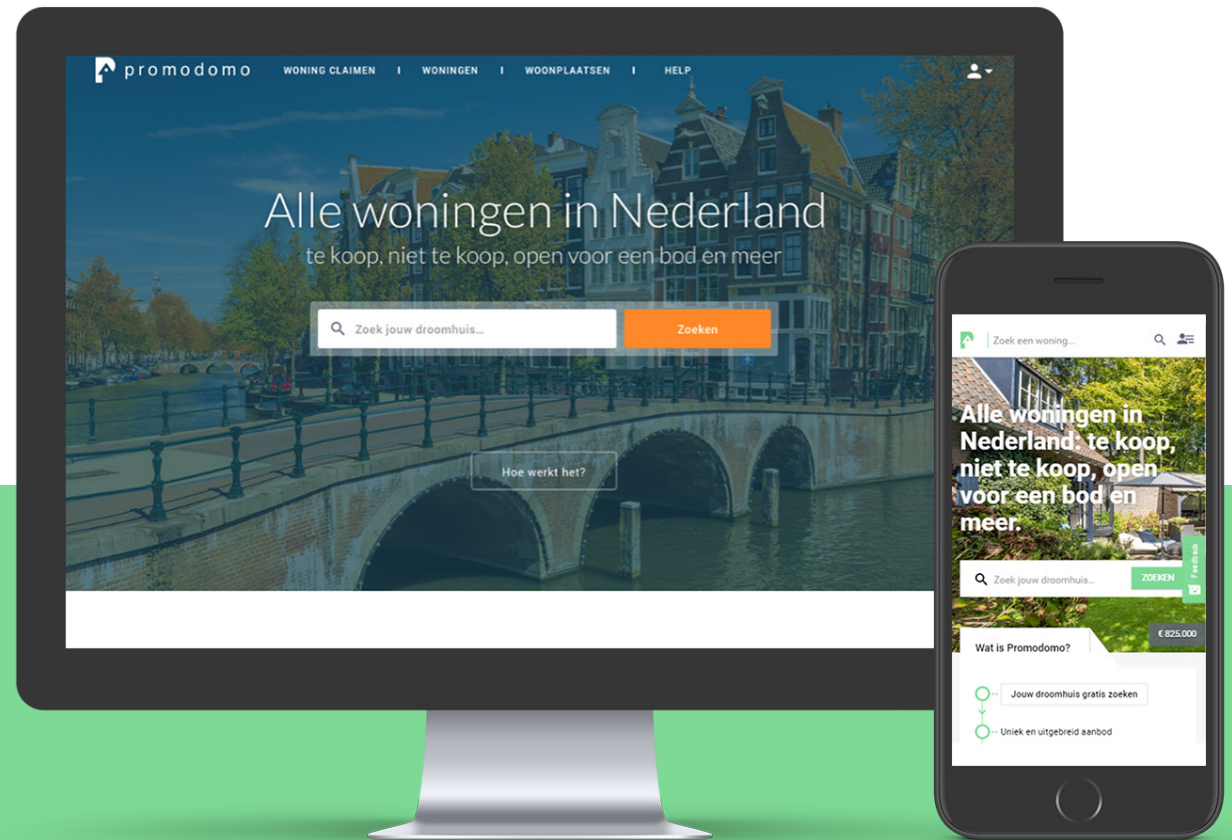 promodomo
WONING CLAIMEN | WONINGEN | WOONPLAATSEN | HELP
Alle woningen in Nederland
te koop, niet te koop, open voor een bod en meer
Zoek jouw droomhuis...
Zoeken
Hoe werkt het?
Zoek een woning...
Alle woningen in
Nederland: te koop,
niet te koop, open
voor een bod en
meer.
Feedback
Zoek jouw droomhuis...
ZOEKEN
€ 825.000
Wat is Promodomo?
Jouw droomhuis gratis zoeken
Uniek en uitgebreid aanbod